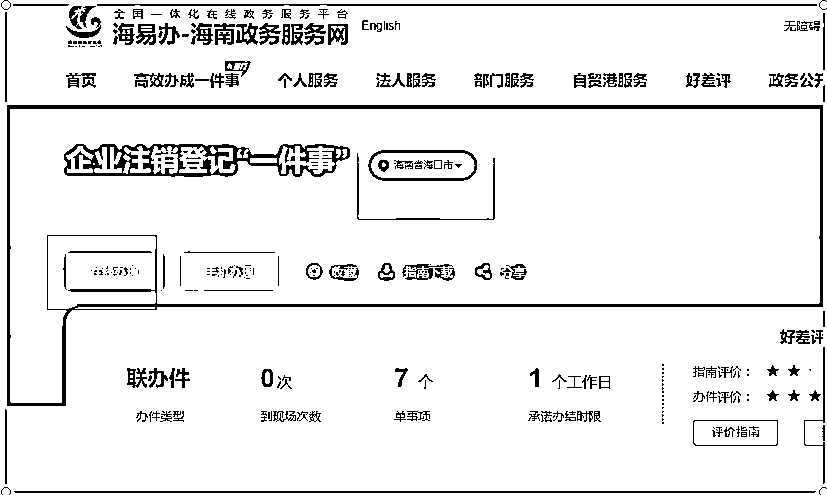 全国一体化在线政务服务平台
海易办-海南政务服务网 English 无障碍
首页 高效办成一件事 个人服务 法人服务 部门服务 自贸港服务 好差评 政务公开
企业注销登记“一件事” 海南省海口市
在线办理 手机办理 收藏 指南下载 分享
好差评
联办件 0次 7 个 1 个工作日
办件类型 到现场次数 单事项 承诺办结时限
指南评价：
办件评价：
评价指南